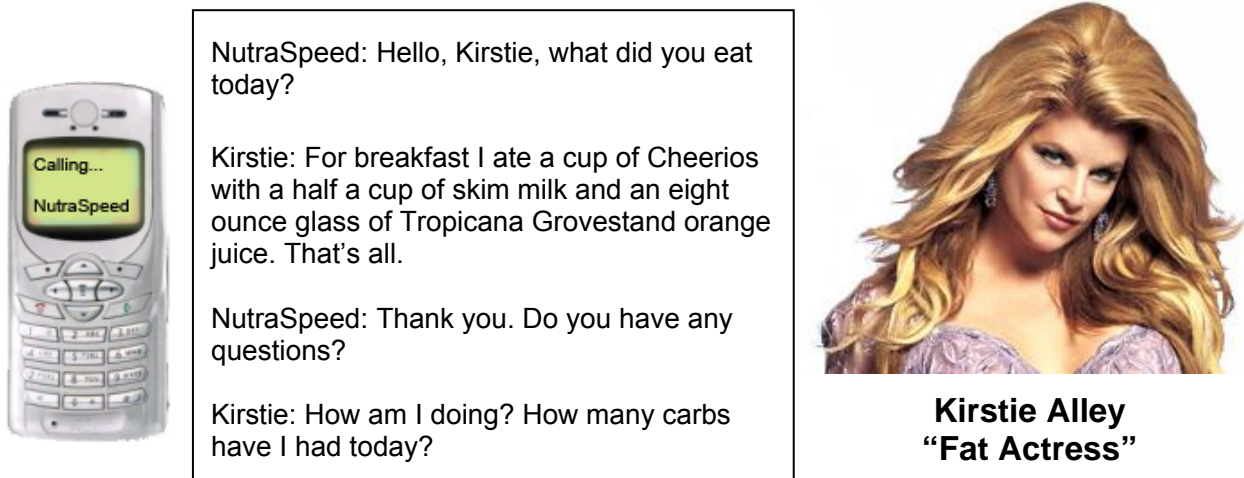 Calling...
NutraSpeed
NutraSpeed: Hello, Kirstie, what did you eat
today?
Kirstie: For breakfast I ate a cup of Cheerios
with a half a cup of skim milk and an eight
ounce glass of Tropicana Grovestand orange
juice. That’s all.
NutraSpeed: Thank you. Do you have any
questions?
Kirstie: How am I doing? How many carbs
have I had today?
Kirstie Alley
“Fat Actress”